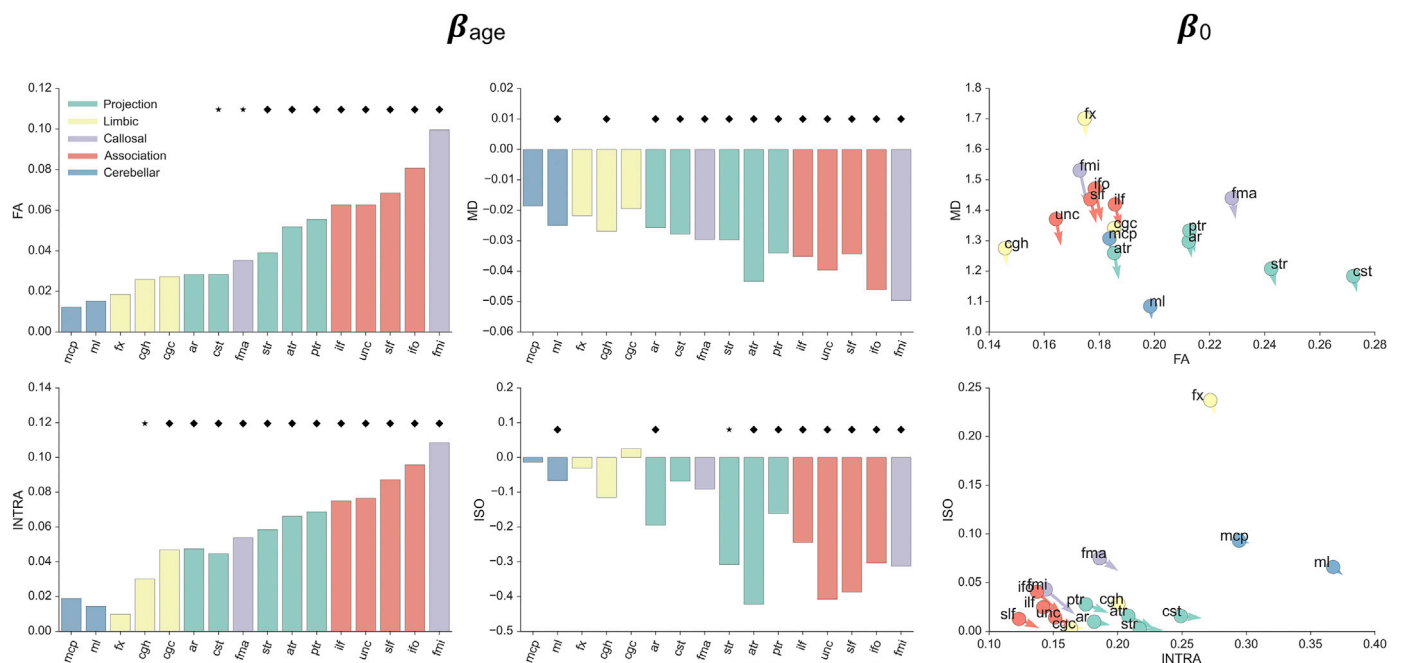 βage
β0
0.12
0.10
0.08
0.06
0.04
0.02
0.00
FA
Projection
Limbic
Callosal
Association
Cerebellar
mcp ml fx cgh cgc ar cst fma str atr ptr ilf unc slf ifo fmi
0.02
0.01
0.00
−0.01
−0.02
−0.03
−0.04
−0.05
−0.06
MD
mcp ml fx cgh cgc ar cst fma str atr ptr ilf unc slf ifo fmi
1.8
1.7
1.6
1.5
1.4
1.3
1.2
1.1
1.0
MD
fx
fmi
ifo
slf
ilf
fma
unc
cgc
ptr
mcp
ar
cgh
atr
str
cst
ml
0.14 0.16 0.18 0.20 0.22 0.24 0.26 0.28
FA
0.14
0.12
0.10
0.08
0.06
0.04
0.02
0.00
INTRA
mcp ml fx cgh cgc ar cst fma str atr ptr ilf unc slf ifo fmi
0.2
0.1
0.0
−0.1
−0.2
−0.3
−0.4
−0.5
ISO
mcp ml fx cgh cgc ar cst fma str atr ptr ilf unc slf ifo fmi
0.25
0.20
0.15
0.10
0.05
0.00
ISO
fx
mcp
fma
ml
ifo
fmi
ilf
ptr
cgh
slf
unc
ar
atr
cst
cgc
str
0.10 0.15 0.20 0.25 0.30 0.35 0.40
INTRA